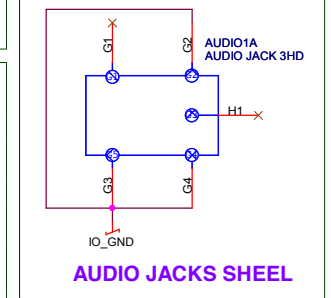 G1
G2
AUDIO1A
AUDIO JACK 3HD
H1
G3
G4
IO_GND
AUDIO JACKS SHEEL